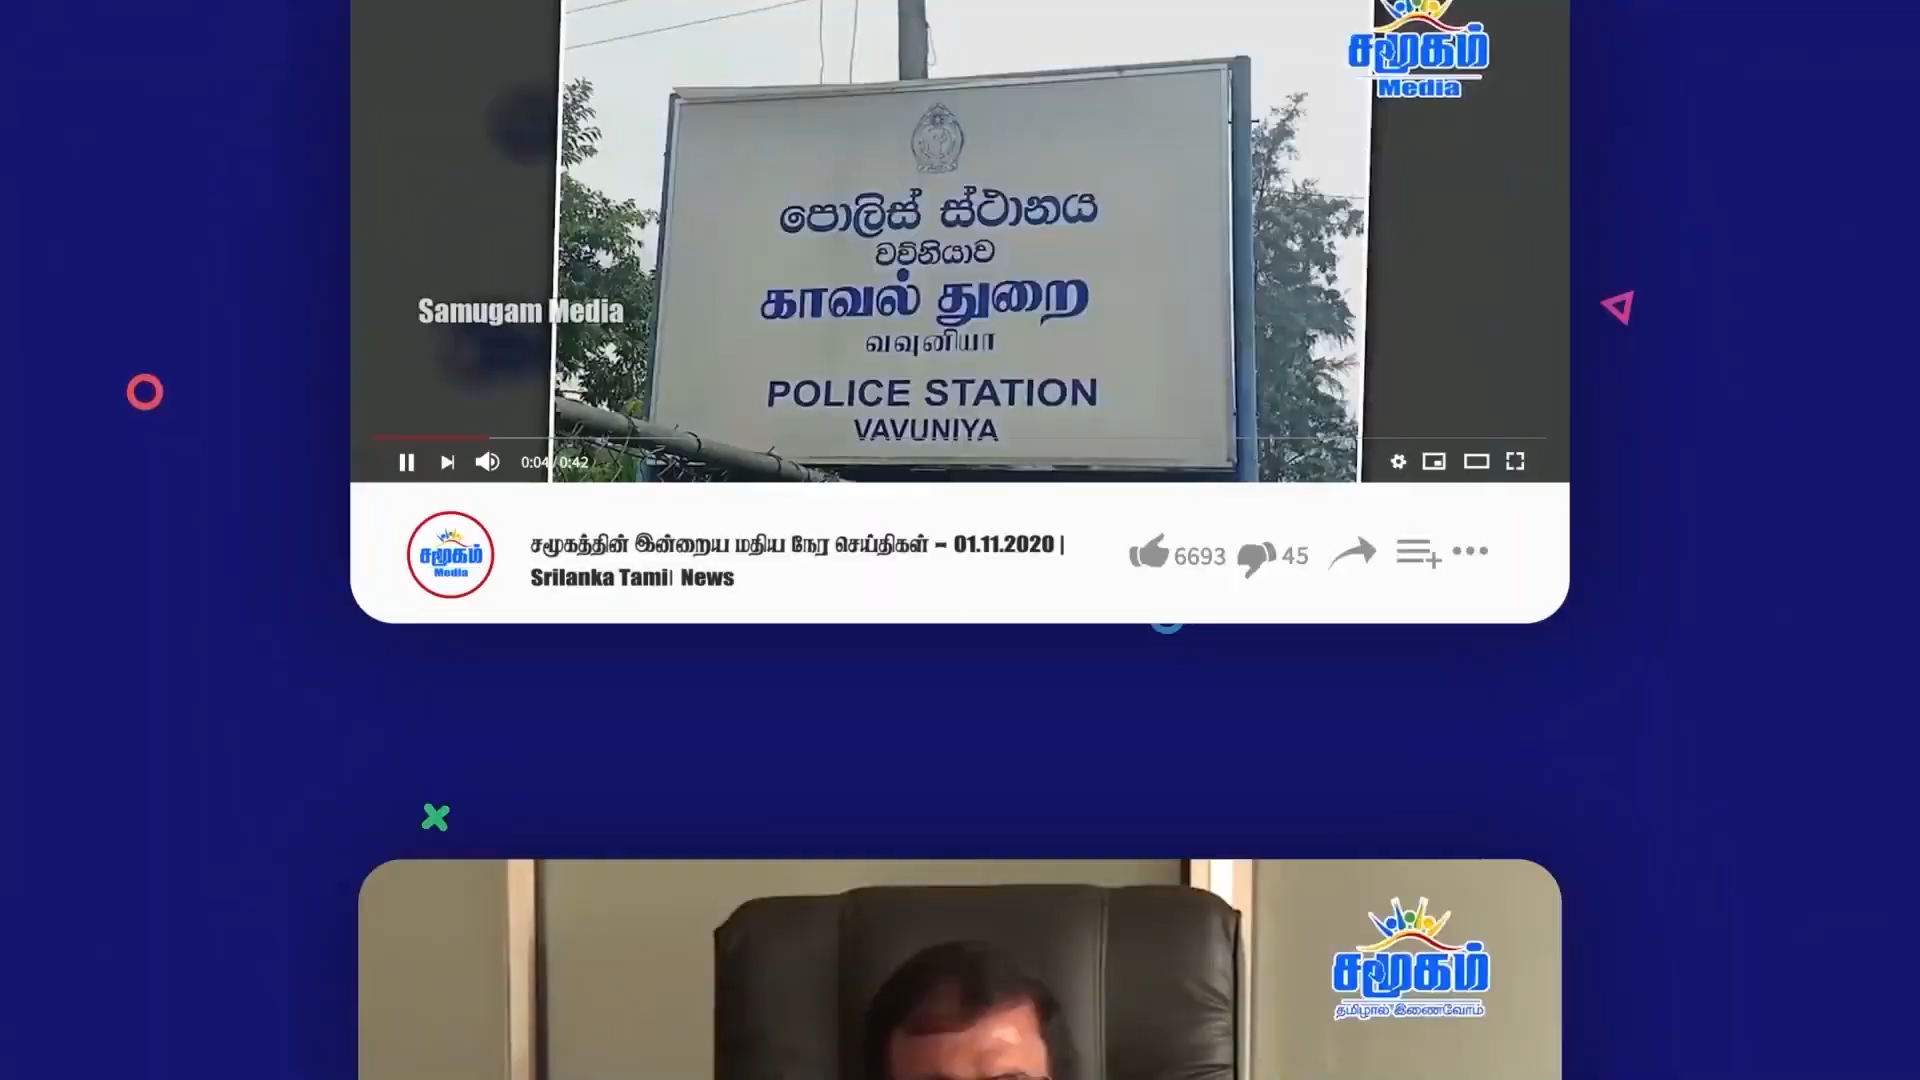 சமூகம்
Media
පොලිස් ස්ථානය
වව්නියාව
காவல் துறை
வவுனியா
POLICE STATION
VAVUNIYA
Samugam Media
0:04/0:42
சமூகம்
Media
சமூகத்தின் இன்றைய மதிய நேர செய்திகள் – 01.11.2020 |
Srilanka Tamil News
6693
45
சமூகம்
தமிழால் இணைவோம்